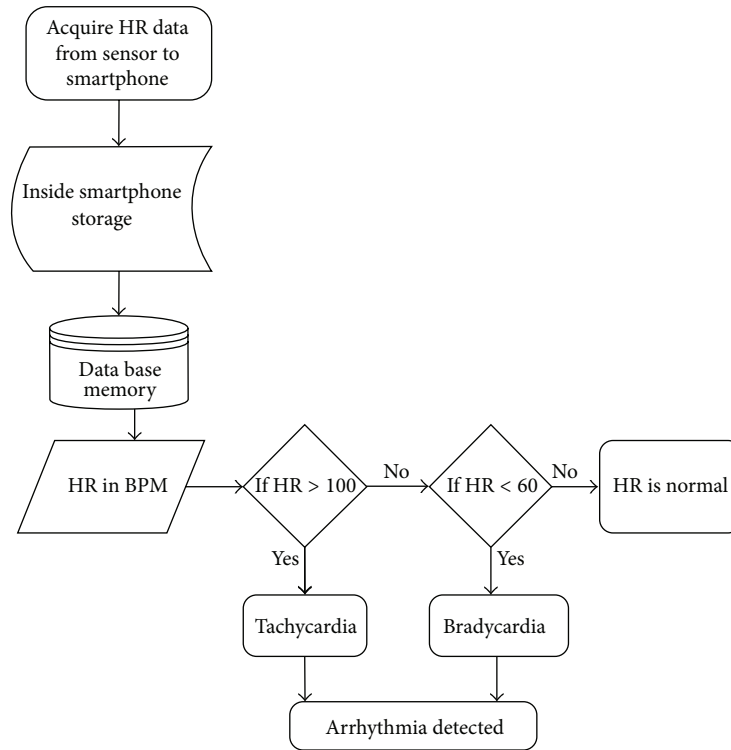 Acquire HR data
from sensor to
smartphone
Inside smartphone
storage
Data base
memory
HR in BPM
If HR > 100
No
If HR < 60
No
HR is normal
Yes
Yes
Tachycardia
Bradycardia
Arrhythmia detected